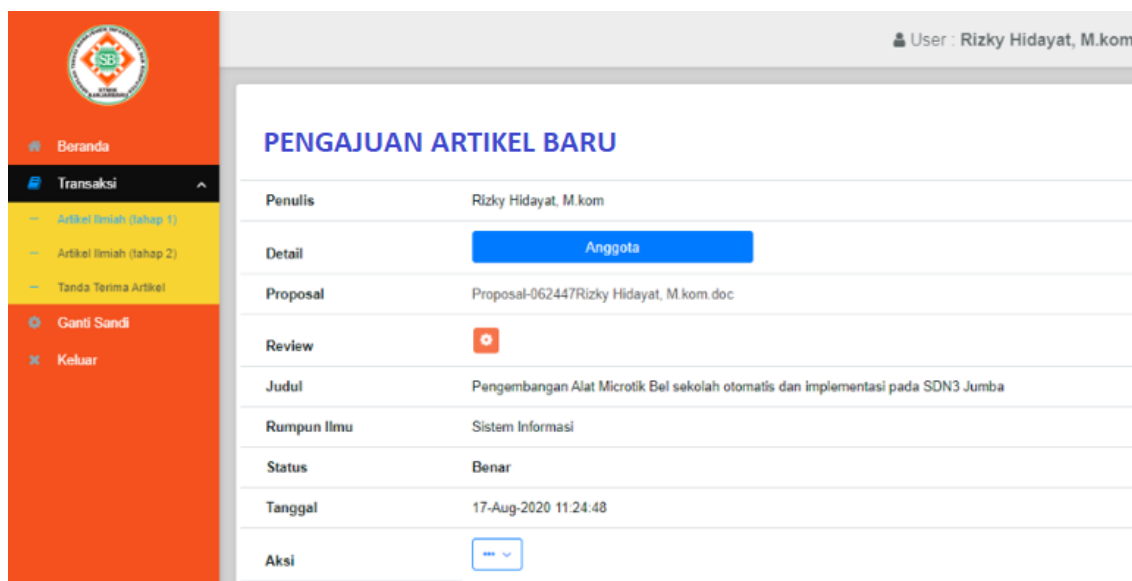 SB
User : Rizky Hidayat, M.kom
Beranda
Transaksi
Artikel Ilmiah (tahap 1)
Artikel Ilmiah (tahap 2)
Tanda Terima Artikel
Ganti Sandi
Keluar
PENGAJUAN ARTIKEL BARU
Penulis Rizky Hidayat, M.kom
Detail Anggota
Proposal Proposal-062447Rizky Hidayat, M.kom.doc
Review
Judul Pengembangan Alat Microtik Bel sekolah otomatis dan implementasi pada SDN3 Jumba
Rumpun Ilmu Sistem Informasi
Status Benar
Tanggal 17-Aug-2020 11:24:48
Aksi